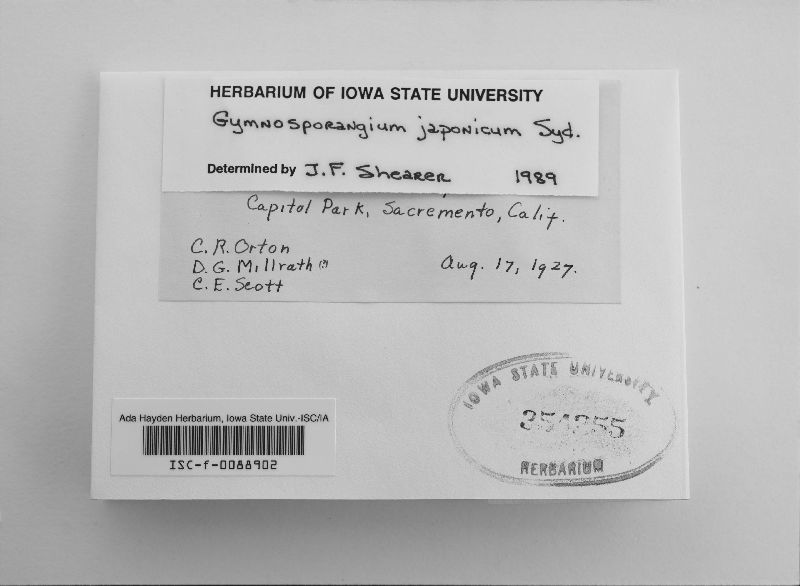 HERBARIUM OF IOWA STATE UNIVERSITY
Gymnosporangium japonicum Syd.
Determined by J.F. Shearer 1989
Capitol Park, Sacremento, Calif.
C. R. Orton
D. G. Millrath (?)
C. E. Scott
Aug. 17, 1927.
Ada Hayden Herbarium, Iowa State Univ.-ISC/IA
ISC-f-0088902
IOWA STATE UNIVERSITY
HERBARIUM